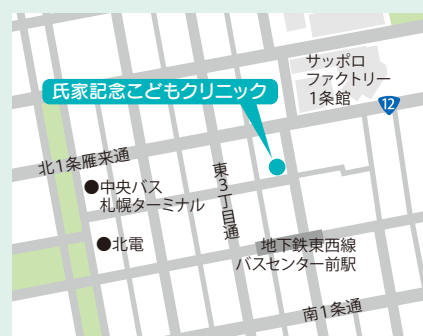 サッポロ
ファクトリー
1条館
12
氏家記念こどもクリニック
北1条雁来通
●中央バス
札幌ターミナル
東3丁目通
●北電
地下鉄東西線
バスセンター前駅
南1条通